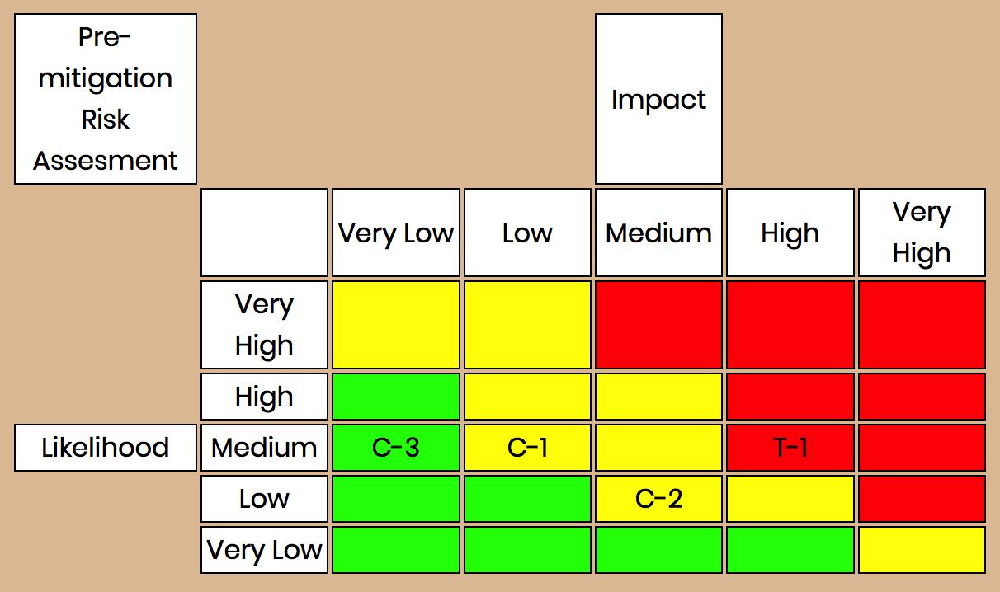 Pre-
mitigation
Risk
Assesment
Impact
Very Low
Low
Medium
High
Very
High
Very
High
High
Likelihood
Medium
C-3
C-1
T-1
Low
C-2
Very Low